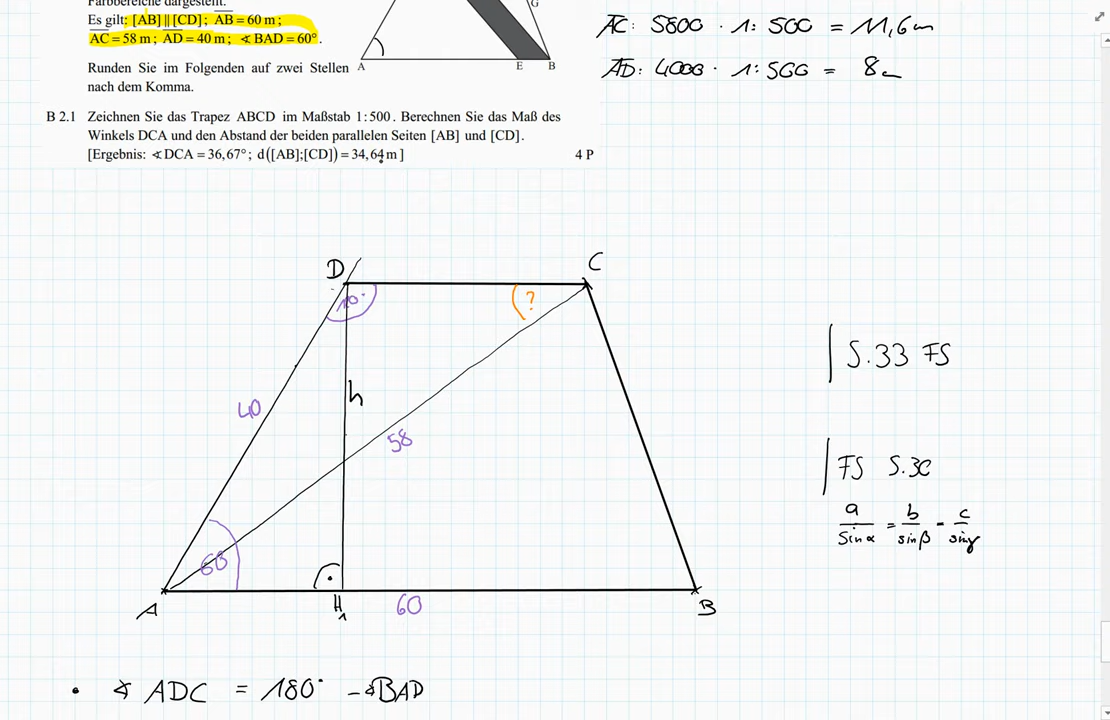 Farbbereiche dargestellt.
Es gilt: [AB] || [CD]; AB = 60 m;
AC = 58 m; AD = 40 m; ∢ BAD = 60°.
Runden Sie im Folgenden auf zwei Stellen
nach dem Komma.
A
E
B
G
AC: 5800 · 1:500 = 11,6 cm
AD: 4000 · 1:500 = 8 cm
B 2.1 Zeichnen Sie das Trapez ABCD im Maßstab 1:500. Berechnen Sie das Maß des
Winkels DCA und den Abstand der beiden parallelen Seiten [AB] und [CD].
[Ergebnis: ∢ DCA = 36,67°; d([AB];[CD]) = 34,64 m]
4 P
D
C
?
h
40
58
60
A
H₁
60
B
S.33 FS
FS S.30
a/sin α = b/sin β = c/sin γ
• ∢ ADC = 180° - ∢BAD